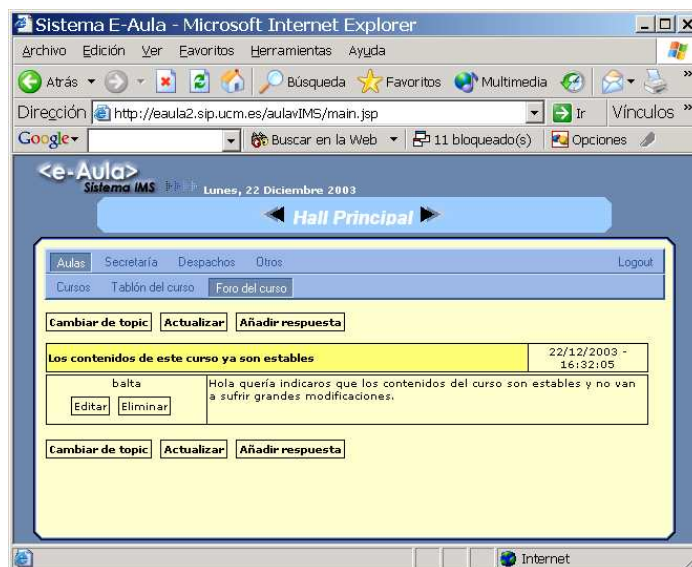 Sistema E-Aula - Microsoft Internet Explorer
Archivo Edición Ver Favoritos Herramientas Ayuda
Atrás Búsqueda Favoritos Multimedia »
Dirección http://eaula2.sip.ucm.es/aulavIMS/main.jsp Ir Vínculos »
Google Buscar en la Web 11 bloqueado(s) Opciones
<e-Aula>
Sistema IMS Lunes, 22 Diciembre 2003
Hall Principal
Aulas Secretaría Despachos Otros Logout
Cursos Tablón del curso Foro del curso
Cambiar de topic Actualizar Añadir respuesta
Los contenidos de este curso ya son estables 22/12/2003 -
16:32:05
balta Hola quería indicaros que los contenidos del curso son estables y no van
Editar Eliminar a sufrir grandes modificaciones.
Cambiar de topic Actualizar Añadir respuesta
Internet